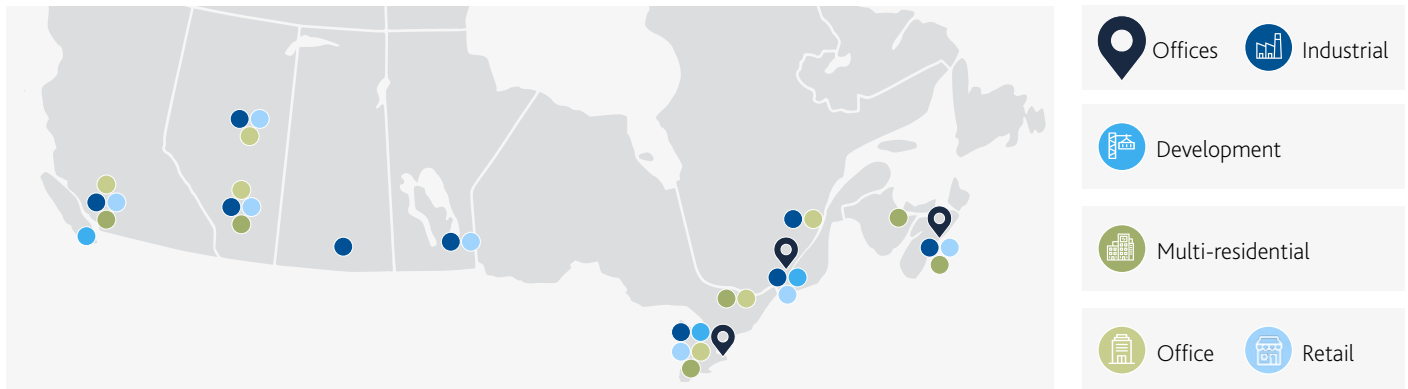 Offices Industrial
Development
Multi-residential
Office Retail